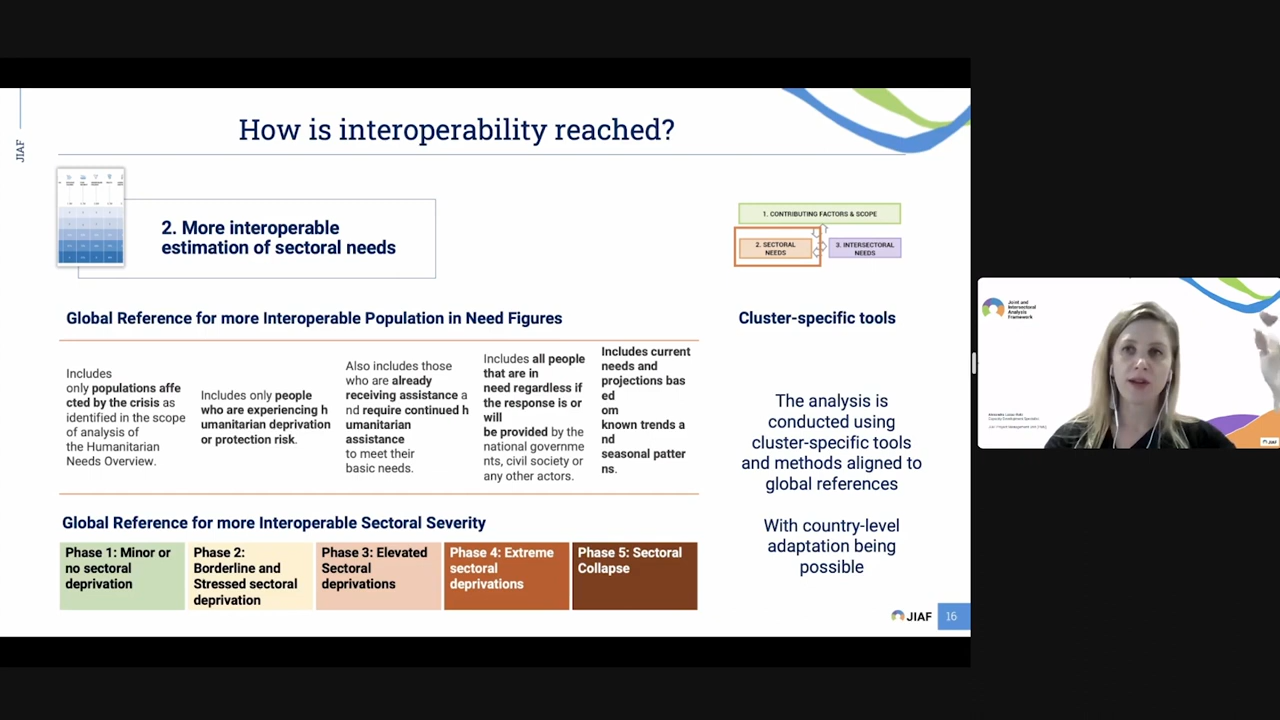 How is interoperability reached?
JIAF
2. More interoperable
estimation of sectoral needs
1. CONTRIBUTING FACTORS & SCOPE
2. SECTORAL
NEEDS
3. INTERSECTORAL
NEEDS
Global Reference for more Interoperable Population in Need Figures
Includes
only populations affe
cted by the crisis as
identified in the scope
of analysis of
the Humanitarian
Needs Overview.
Includes only people
who are experiencing h
umanitarian deprivation
or protection risk.
Also includes those
who are already
receiving assistance a
nd require continued h
umanitarian
assistance
to meet their
basic needs.
Includes all people
that are in
need regardless if
the response is or
will
be provided by the
national governme
nts, civil society or
any other actors.
Includes current
needs and
projections bas
ed
om
known trends a
nd
seasonal patter
ns.
Cluster-specific tools
The analysis is
conducted using
cluster-specific tools
and methods aligned to
global references
With country-level
adaptation being
possible
Global Reference for more Interoperable Sectoral Severity
Phase 1: Minor or
no sectoral
deprivation
Phase 2:
Borderline and
Stressed sectoral
deprivation
Phase 3: Elevated
Sectoral
deprivations
Phase 4: Extreme
sectoral
deprivations
Phase 5: Sectoral
Collapse
JIAF
16
Joint and
Intersectoral
Analysis
Framework
JIAF